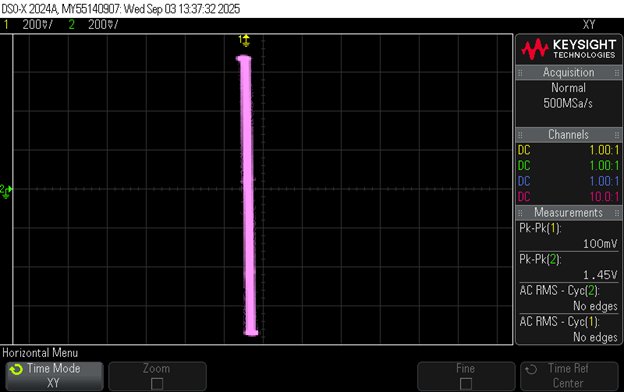 DSO-X 2024A, MY55140907: Wed Sep 03 13:37:32 2025
1 200mV/ 2 200mV/ XY
1
2
KEYSIGHT
TECHNOLOGIES
Acquisition
Normal
500MSa/s
Channels
DC 1.00:1
DC 1.00:1
DC 1.00:1
DC 10.0:1
Measurements
Pk-Pk(1):
100mV
Pk-Pk(2):
1.45V
AC RMS - Cyc(2):
No edges
AC RMS - Cyc(1):
No edges
Horizontal Menu
Time Mode
XY
Zoom
Fine
Time Ref
Center